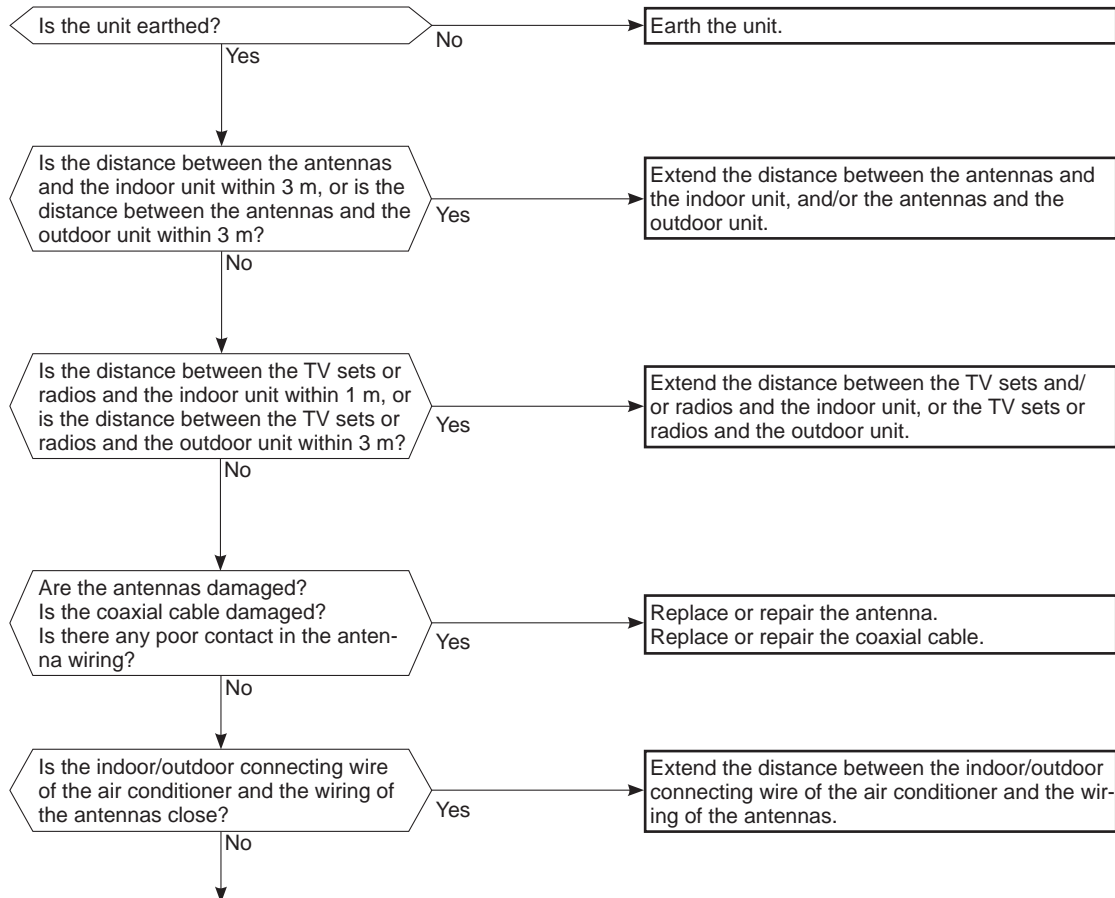 Is the unit earthed?
No
Earth the unit.
Yes
Is the distance between the antennas
and the indoor unit within 3 m, or is the
distance between the antennas and the
outdoor unit within 3 m?
Yes
Extend the distance between the antennas and
the indoor unit, and/or the antennas and the
outdoor unit.
No
Is the distance between the TV sets or
radios and the indoor unit within 1 m, or
is the distance between the TV sets or
radios and the outdoor unit within 3 m?
Yes
Extend the distance between the TV sets and/
or radios and the indoor unit, or the TV sets or
radios and the outdoor unit.
No
Are the antennas damaged?
Is the coaxial cable damaged?
Is there any poor contact in the anten-
na wiring?
Yes
Replace or repair the antenna.
Replace or repair the coaxial cable.
No
Is the indoor/outdoor connecting wire
of the air conditioner and the wiring of
the antennas close?
Yes
Extend the distance between the indoor/outdoor
connecting wire of the air conditioner and the wir-
ing of the antennas.
No